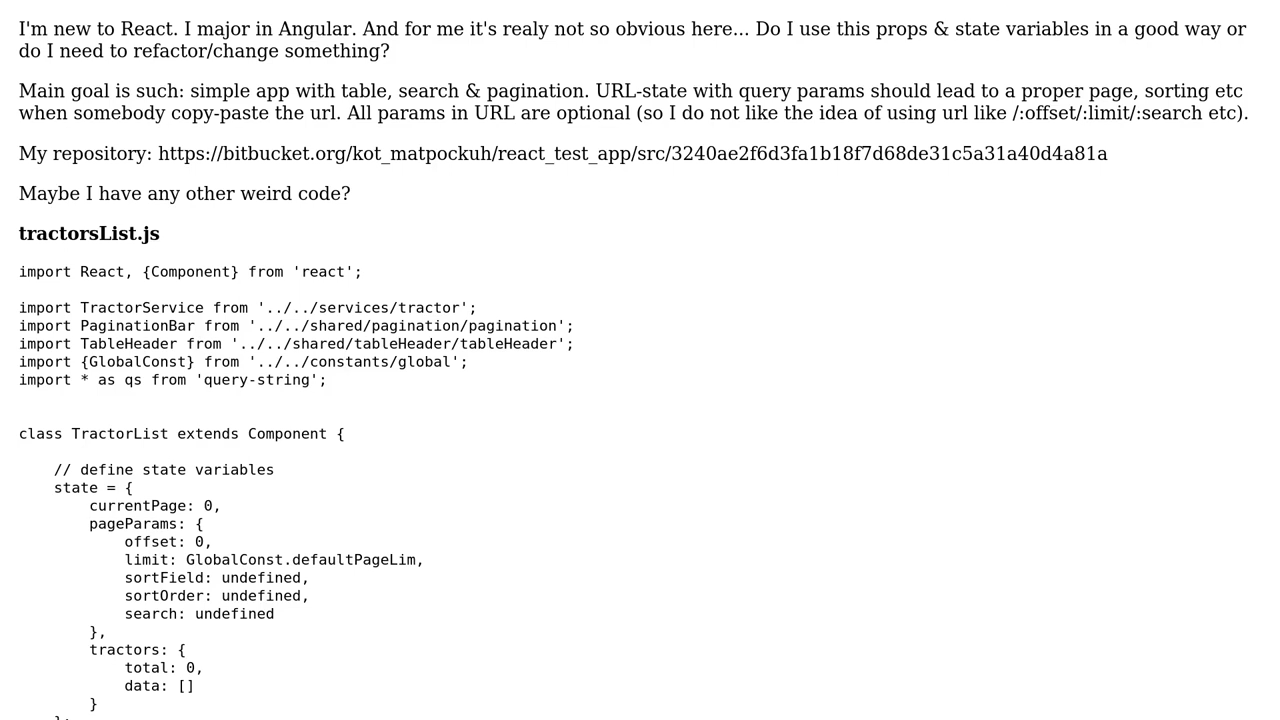 I'm new to React. I major in Angular. And for me it's realy not so obvious here... Do I use this props & state variables in a good way or
do I need to refactor/change something?
Main goal is such: simple app with table, search & pagination. URL-state with query params should lead to a proper page, sorting etc
when somebody copy-paste the url. All params in URL are optional (so I do not like the idea of using url like /:offset/:limit/:search etc).
My repository: https://bitbucket.org/kot_matpockuh/react_test_app/src/3240ae2f6d3fa1b18f7d68de31c5a31a40d4a81a
Maybe I have any other weird code?
tractorsList.js
import React, {Component} from 'react';
import TractorService from '../../services/tractor';
import PaginationBar from '../../shared/pagination/pagination';
import TableHeader from '../../shared/tableHeader/tableHeader';
import {GlobalConst} from '../../constants/global';
import * as qs from 'query-string';
class TractorList extends Component {
    // define state variables
    state = {
        currentPage: 0,
        pageParams: {
            offset: 0,
            limit: GlobalConst.defaultPageLim,
            sortField: undefined,
            sortOrder: undefined,
            search: undefined
        },
        tractors: {
            total: 0,
            data: []
        }